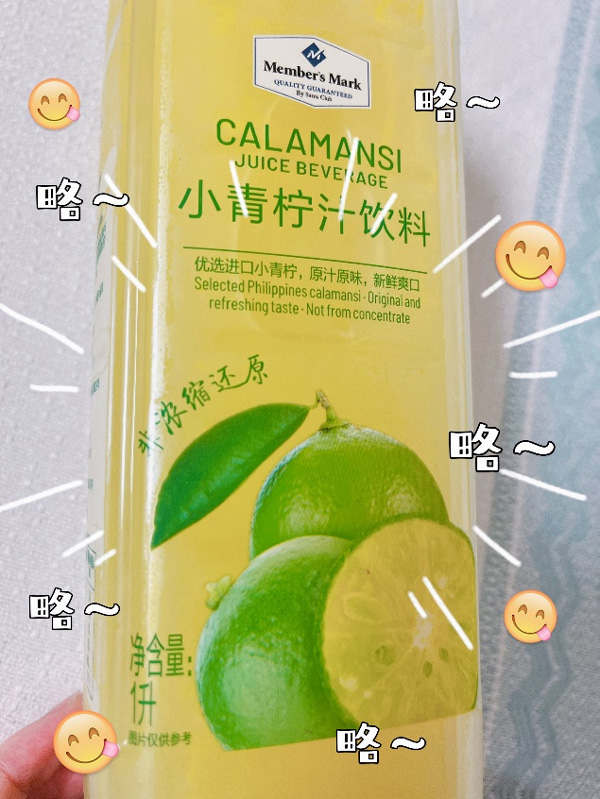 Member's Mark
QUALITY GUARANTEED
By Sam's Club
略～
略～
CALAMANSI
JUICE BEVERAGE
小青柠汁饮料
优选进口小青柠，原汁原味，新鲜爽口
Selected Philippines calamansi · Original and
refreshing taste · Not from concentrate
非浓缩还原
略～
略～
净含量：
1升
图片仅供参考
略～